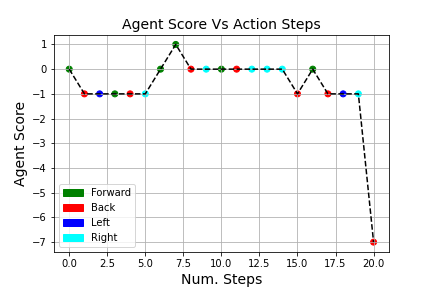 Agent Score Vs Action Steps
Agent Score
1
0
−1
−2
−3
−4
−5
−6
−7
Forward
Back
Left
Right
0.0 2.5 5.0 7.5 10.0 12.5 15.0 17.5 20.0
Num. Steps